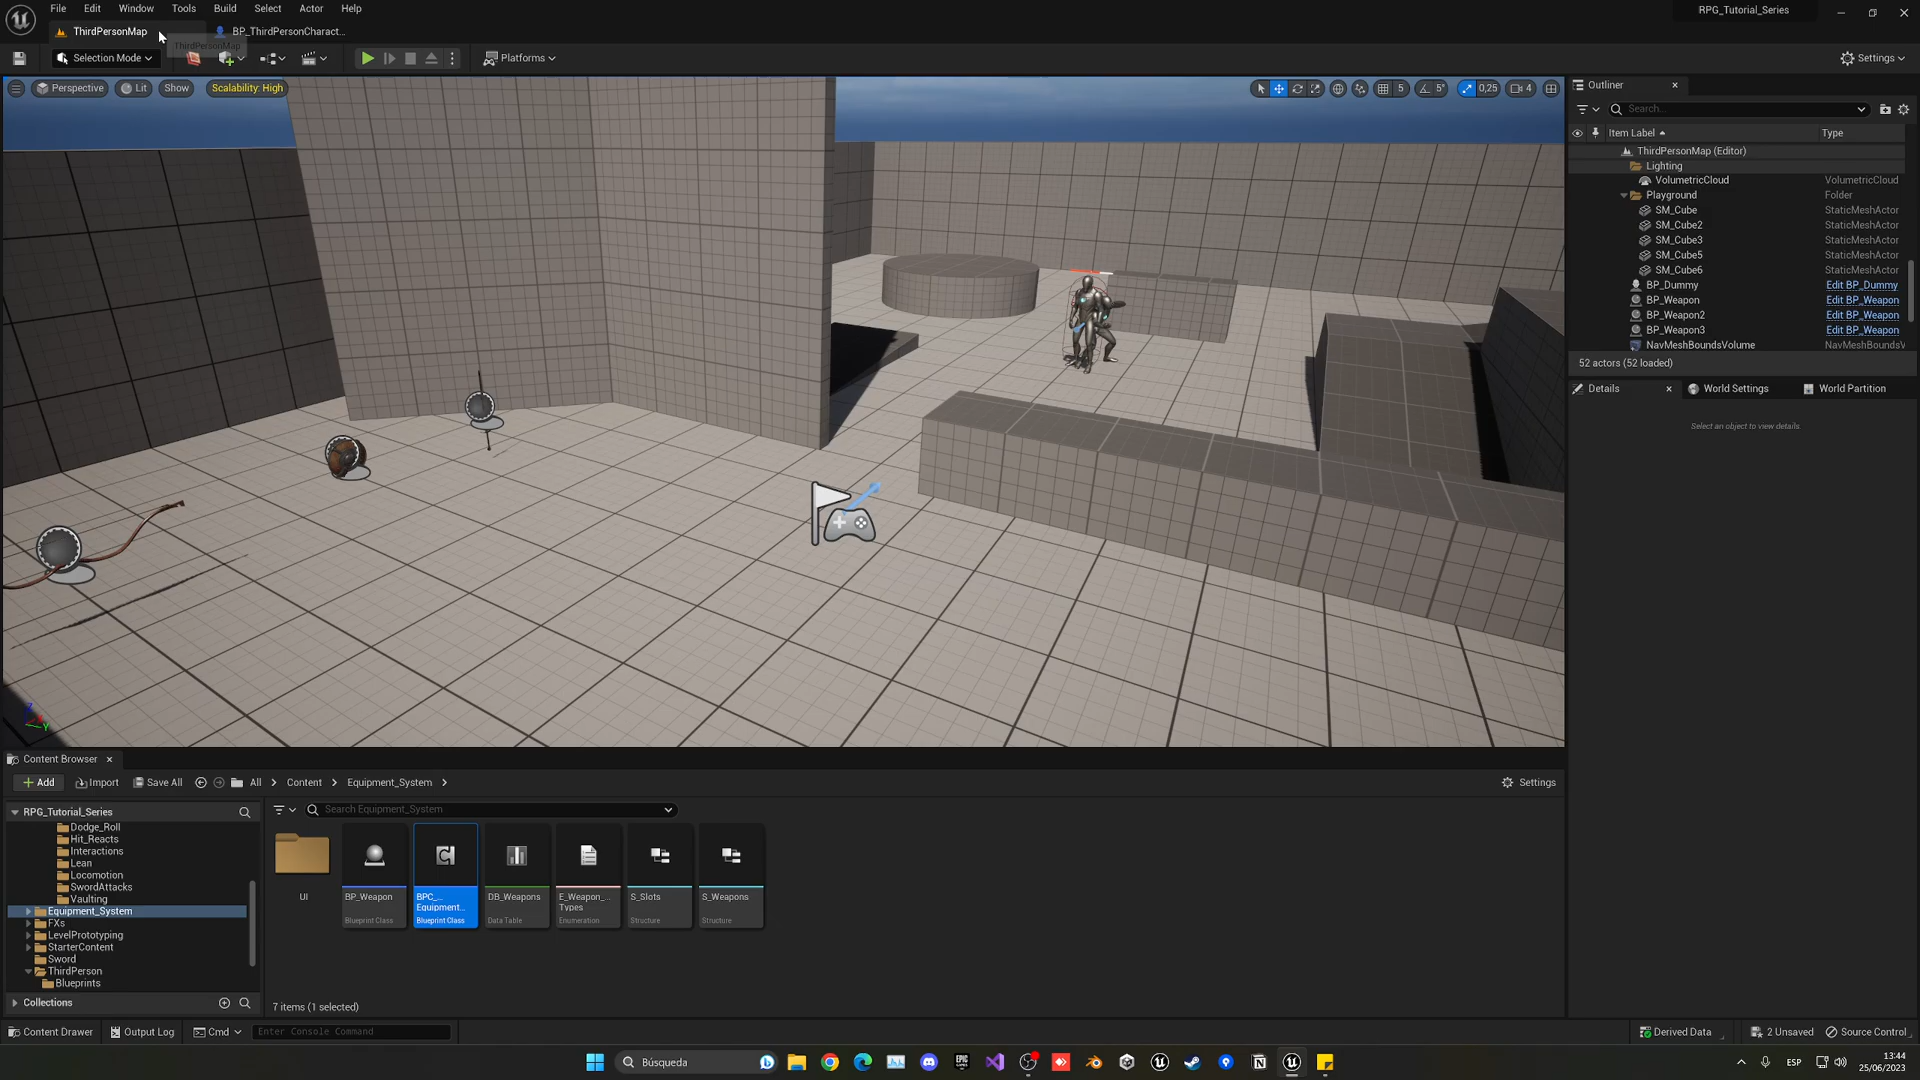 File Edit Window Tools Build Select Actor Help
RPG_Tutorial_Series
ThirdPersonMap
BP_ThirdPersonCharact...
ThirdPersonMap
Selection Mode
Platforms
Settings
Perspective
Lit
Show
Scalability: High
5
5°
0,25
4
Outliner
Search...
Item Label
Type
ThirdPersonMap (Editor)
Lighting
VolumetricCloud VolumetricCloud
Playground Folder
SM_Cube StaticMeshActor
SM_Cube2 StaticMeshActor
SM_Cube3 StaticMeshActor
SM_Cube5 StaticMeshActor
SM_Cube6 StaticMeshActor
BP_Dummy Edit BP_Dummy
BP_Weapon Edit BP_Weapon
BP_Weapon2 Edit BP_Weapon
BP_Weapon3 Edit BP_Weapon
NavMeshBoundsVolume NavMeshBoundsV
52 actors (52 loaded)
Details
World Settings
World Partition
Select an object to view details.
Z
Y
Content Browser
Add
Import
Save All
All
Content
Equipment_System
Settings
RPG_Tutorial_Series
Search Equipment_System
Dodge_Roll
Hit_Reacts
Interactions
Lean
Locomotion
SwordAttacks
Vaulting
Equipment_System
FXs
LevelPrototyping
StarterContent
Sword
ThirdPerson
Blueprints
Collections
UI
BP_Weapon
Blueprint Class
BPC_...
Equipment...
Blueprint Class
DB_Weapons
Data Table
E_Weapon_...
Types
Enumeration
S_Slots
Structure
S_Weapons
Structure
7 items (1 selected)
Content Drawer
Output Log
Cmd
Enter Console Command
Derived Data
2 Unsaved
Source Control
Búsqueda
EPIC
GAMES
ESP
13:44
25/06/2023